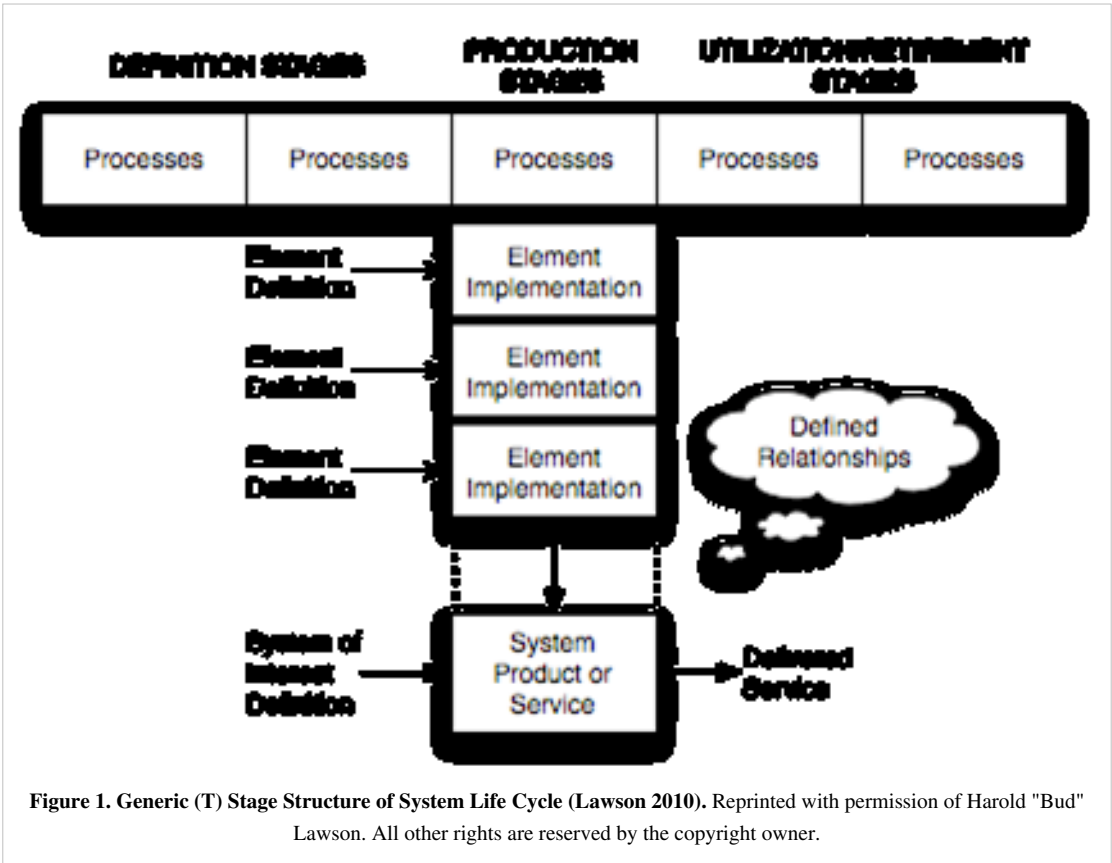 DEFINITION STAGES
PRODUCTION
STAGES
UTILIZATION/RETIREMENT
STAGES
Processes
Processes
Processes
Processes
Processes
Element
Definition
Element
Implementation
Element
Definition
Element
Implementation
Element
Definition
Element
Implementation
Defined
Relationships
System of
Interest
Definition
System
Product or
Service
Delivered
Service
Figure 1. Generic (T) Stage Structure of System Life Cycle (Lawson 2010). Reprinted with permission of Harold "Bud"
Lawson. All other rights are reserved by the copyright owner.